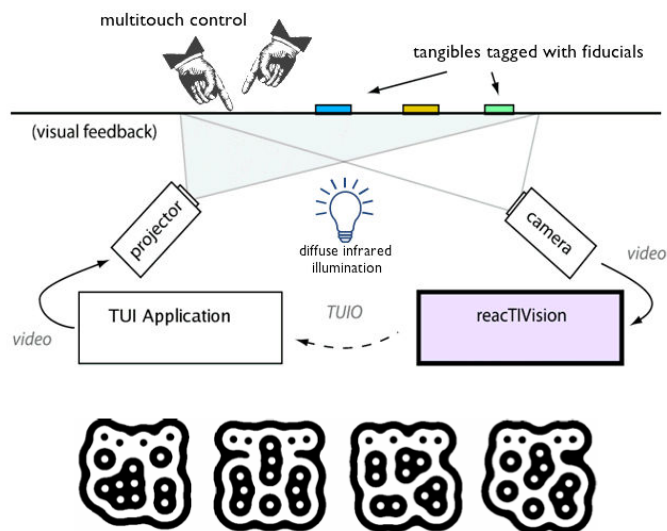 multitouch control
tangibles tagged with fiducials
(visual feedback)
projector
camera
diffuse infrared
illumination
video
TUI Application
TUIO
reacTIVision
video